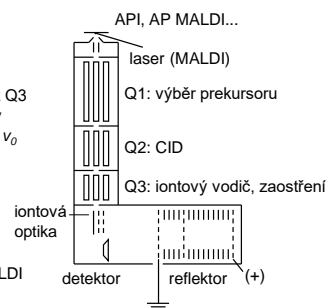 API, AP MALDI...
laser (MALDI)
Q3
Q1: výběr prekursoru
v0
Q2: CID
Q3: iontový vodič, zaostření
iontová
optika
LDI
detektor
reflektor
(+)